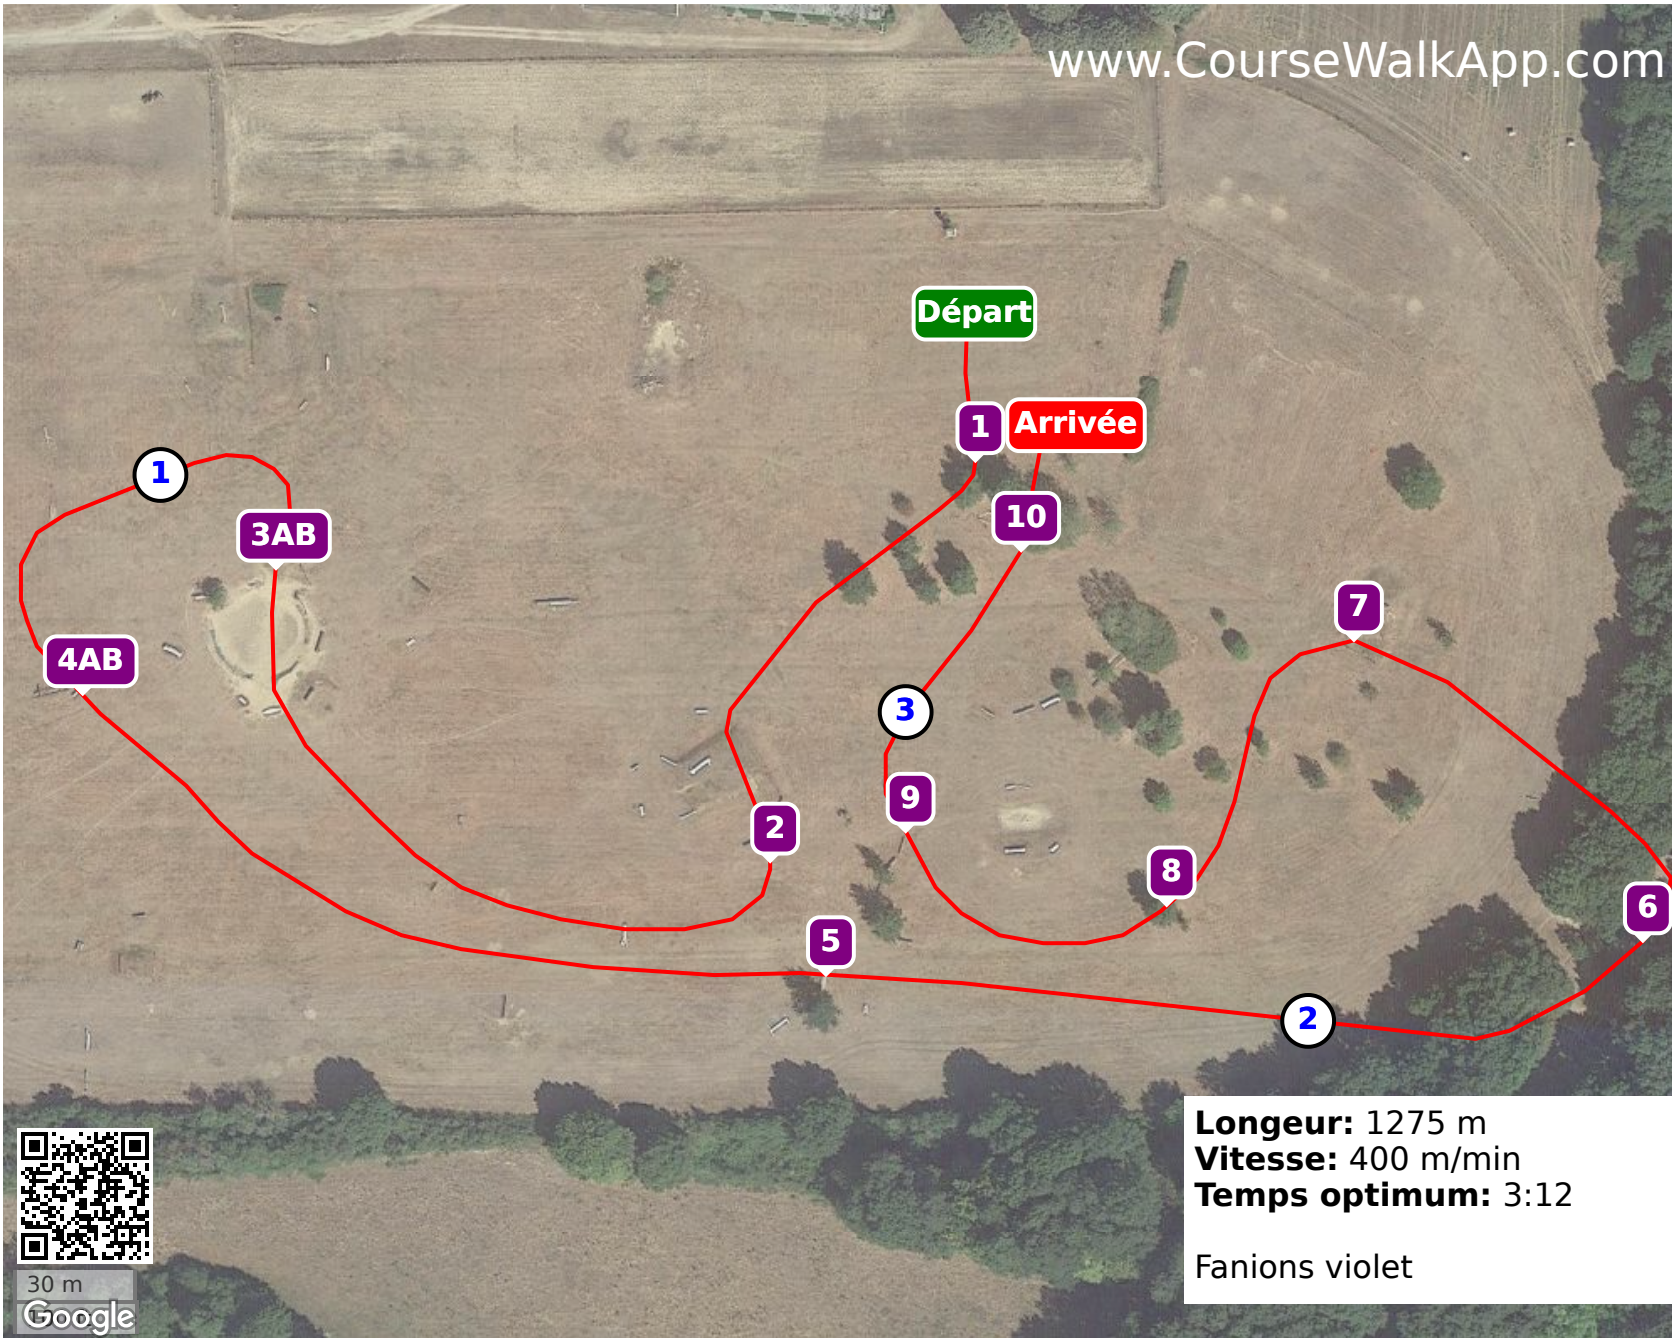 www.CourseWalkApp.com
Départ
1
Arrivée
1
10
3AB
7
4AB
3
9
2
8
6
5
2
Longeur: 1275 m
Vitesse: 400 m/min
Temps optimum: 3:12
Fanions violet
30 m
Google